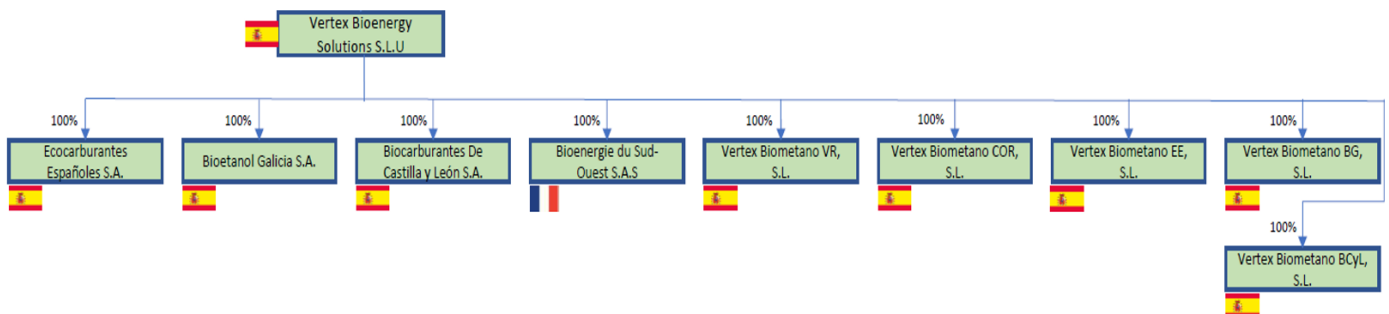 Vertex Bioenergy
Solutions S.L.U
100%
100%
100%
100%
100%
100%
100%
100%
Ecocarburantes
Españoles S.A.
Bioetanol Galicia S.A.
Biocarburantes De
Castilla y León S.A.
Bioenergie du Sud-
Ouest S.A.S
Vertex Biometano VR,
S.L.
Vertex Biometano COR,
S.L.
Vertex Biometano EE,
S.L.
Vertex Biometano BG,
S.L.
100%
Vertex Biometano BCyL,
S.L.